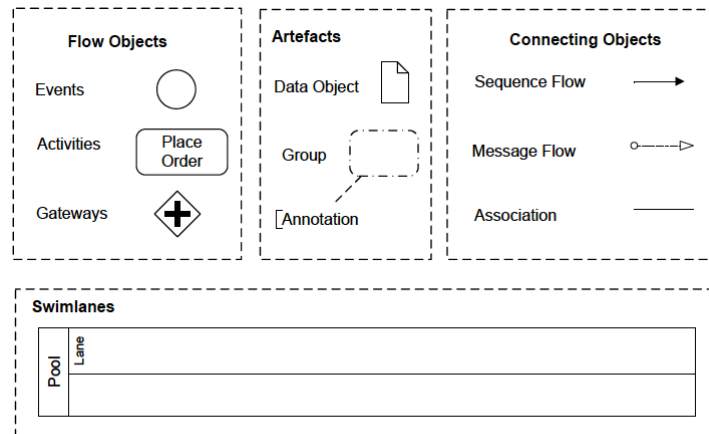 Flow Objects
Events
Activities
Place
Order
Gateways
Artefacts
Data Object
Group
Annotation
Connecting Objects
Sequence Flow
Message Flow
Association
Swimlanes
Pool
Lane